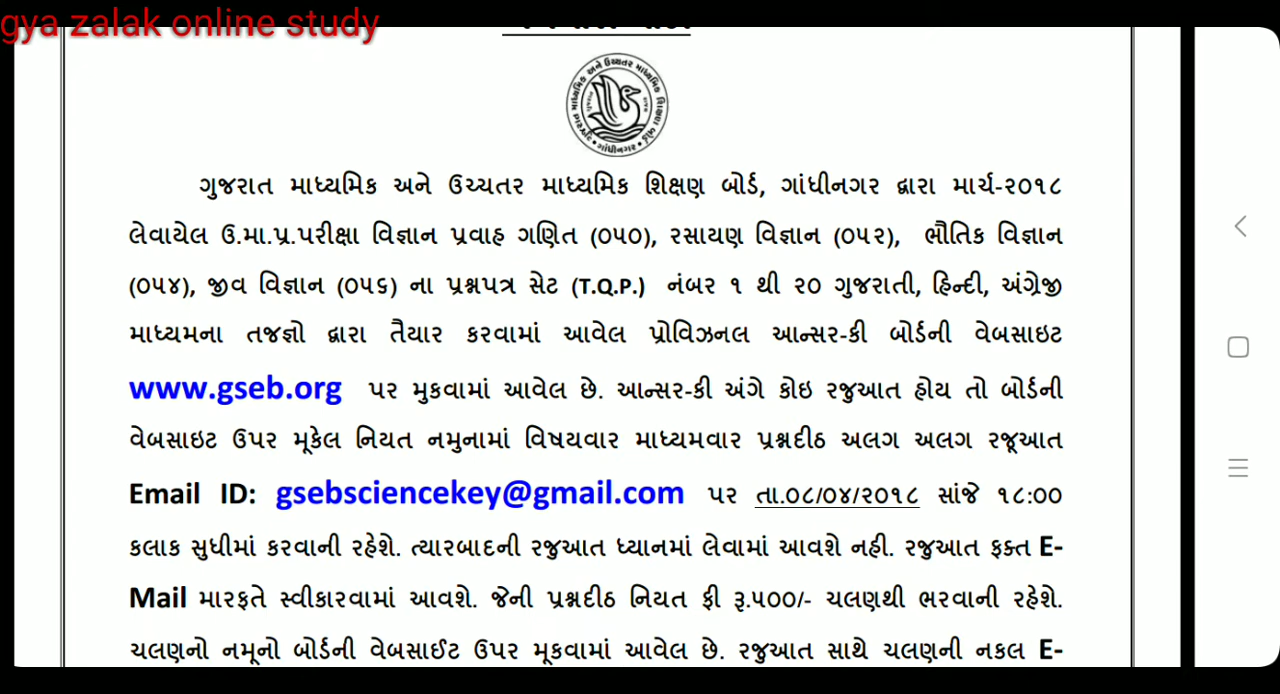 gya zalak online study
ગુજરાત માધ્યમિક અને ઉચ્ચતર માધ્યમિક શિક્ષણ બોર્ડ, ગાંધીનગર દ્વારા માર્ચ-૨૦૧૮
લેવાયેલ ઉ.મા.પ્ર.પરીક્ષા વિજ્ઞાન પ્રવાહ ગણિત (૦૫૦), રસાયણ વિજ્ઞાન (૦૫૨), ભૌતિક વિજ્ઞાન
(૦૫૪), જીવ વિજ્ઞાન (૦૫૬) ના પ્રશ્નપત્ર સેટ (T.Q.P.) નંબર ૧ થી ૨૦ ગુજરાતી, હિન્દી, અંગ્રેજી
માધ્યમના તજજ્ઞો દ્વારા તૈયાર કરવામાં આવેલ પ્રોવિઝનલ આન્સર-કી બોર્ડની વેબસાઇટ
www.gseb.org પર મુકવામાં આવેલ છે. આન્સર-કી અંગે કોઇ રજુઆત હોય તો બોર્ડની
વેબસાઇટ ઉપર મૂકેલ નિયત નમુનામાં વિષયવાર માધ્યમવાર પ્રશ્નદીઠ અલગ અલગ રજૂઆત
Email ID: gsebsciencekey@gmail.com પર તા.૦૮/૦૪/૨૦૧૮ સાંજે ૧૮:૦૦
કલાક સુધીમાં કરવાની રહેશે. ત્યારબાદની રજુઆત ધ્યાનમાં લેવામાં આવશે નહી. રજુઆત ફક્ત E-
Mail મારફતે સ્વીકારવામાં આવશે. જેની પ્રશ્નદીઠ નિયત ફી રૂ.૫૦૦/- ચલણથી ભરવાની રહેશે.
ચલણનો નમૂનો બોર્ડની વેબસાઈટ ઉપર મૂકવામાં આવેલ છે. રજુઆત સાથે ચલણની નકલ E-